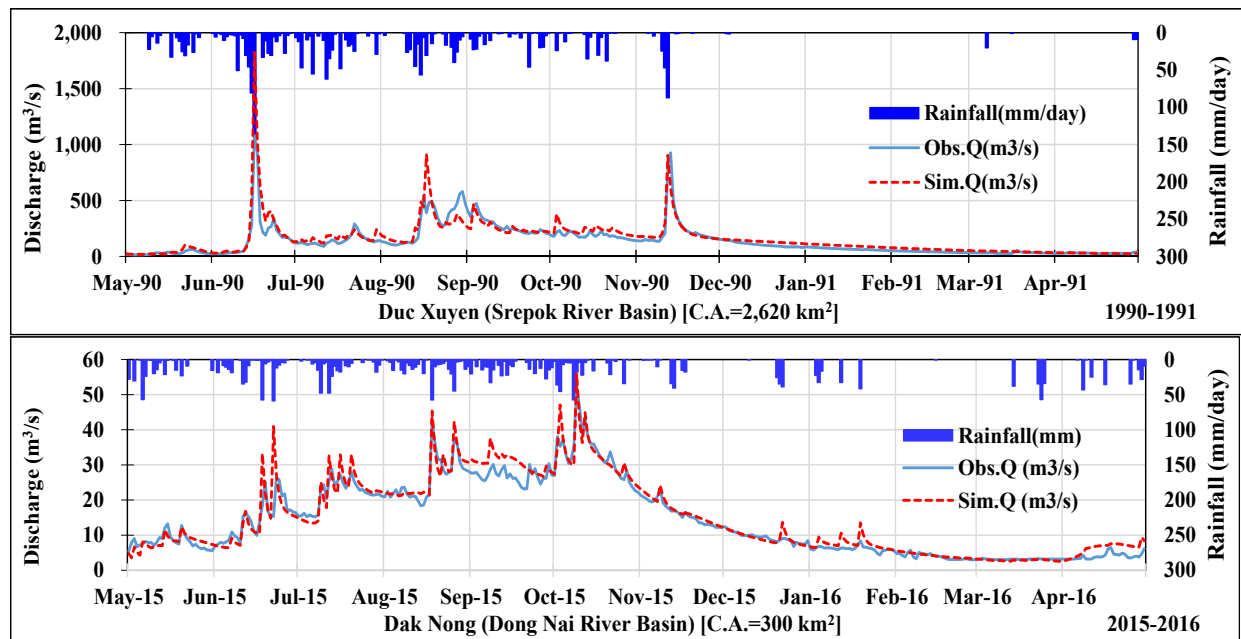 2,000
1,500
1,000
500
0
Discharge (m³/s)
0
50
100
150
200
250
300
Rainfall (mm/day)
Rainfall(mm/day)
Obs.Q(m3/s)
Sim.Q(m3/s)
May-90 Jun-90 Jul-90 Aug-90 Sep-90 Oct-90 Nov-90 Dec-90 Jan-91 Feb-91 Mar-91 Apr-91
Duc Xuyen (Srepok River Basin) [C.A.=2,620 km²] 1990-1991
60
50
40
30
20
10
0
Discharge (m³/s)
0
50
100
150
200
250
300
Rainfall (mm/day)
Rainfall(mm)
Obs.Q (m3/s)
Sim.Q (m3/s)
May-15 Jun-15 Jul-15 Aug-15 Sep-15 Oct-15 Nov-15 Dec-15 Jan-16 Feb-16 Mar-16 Apr-16
Dak Nong (Dong Nai River Basin) [C.A.=300 km²] 2015-2016